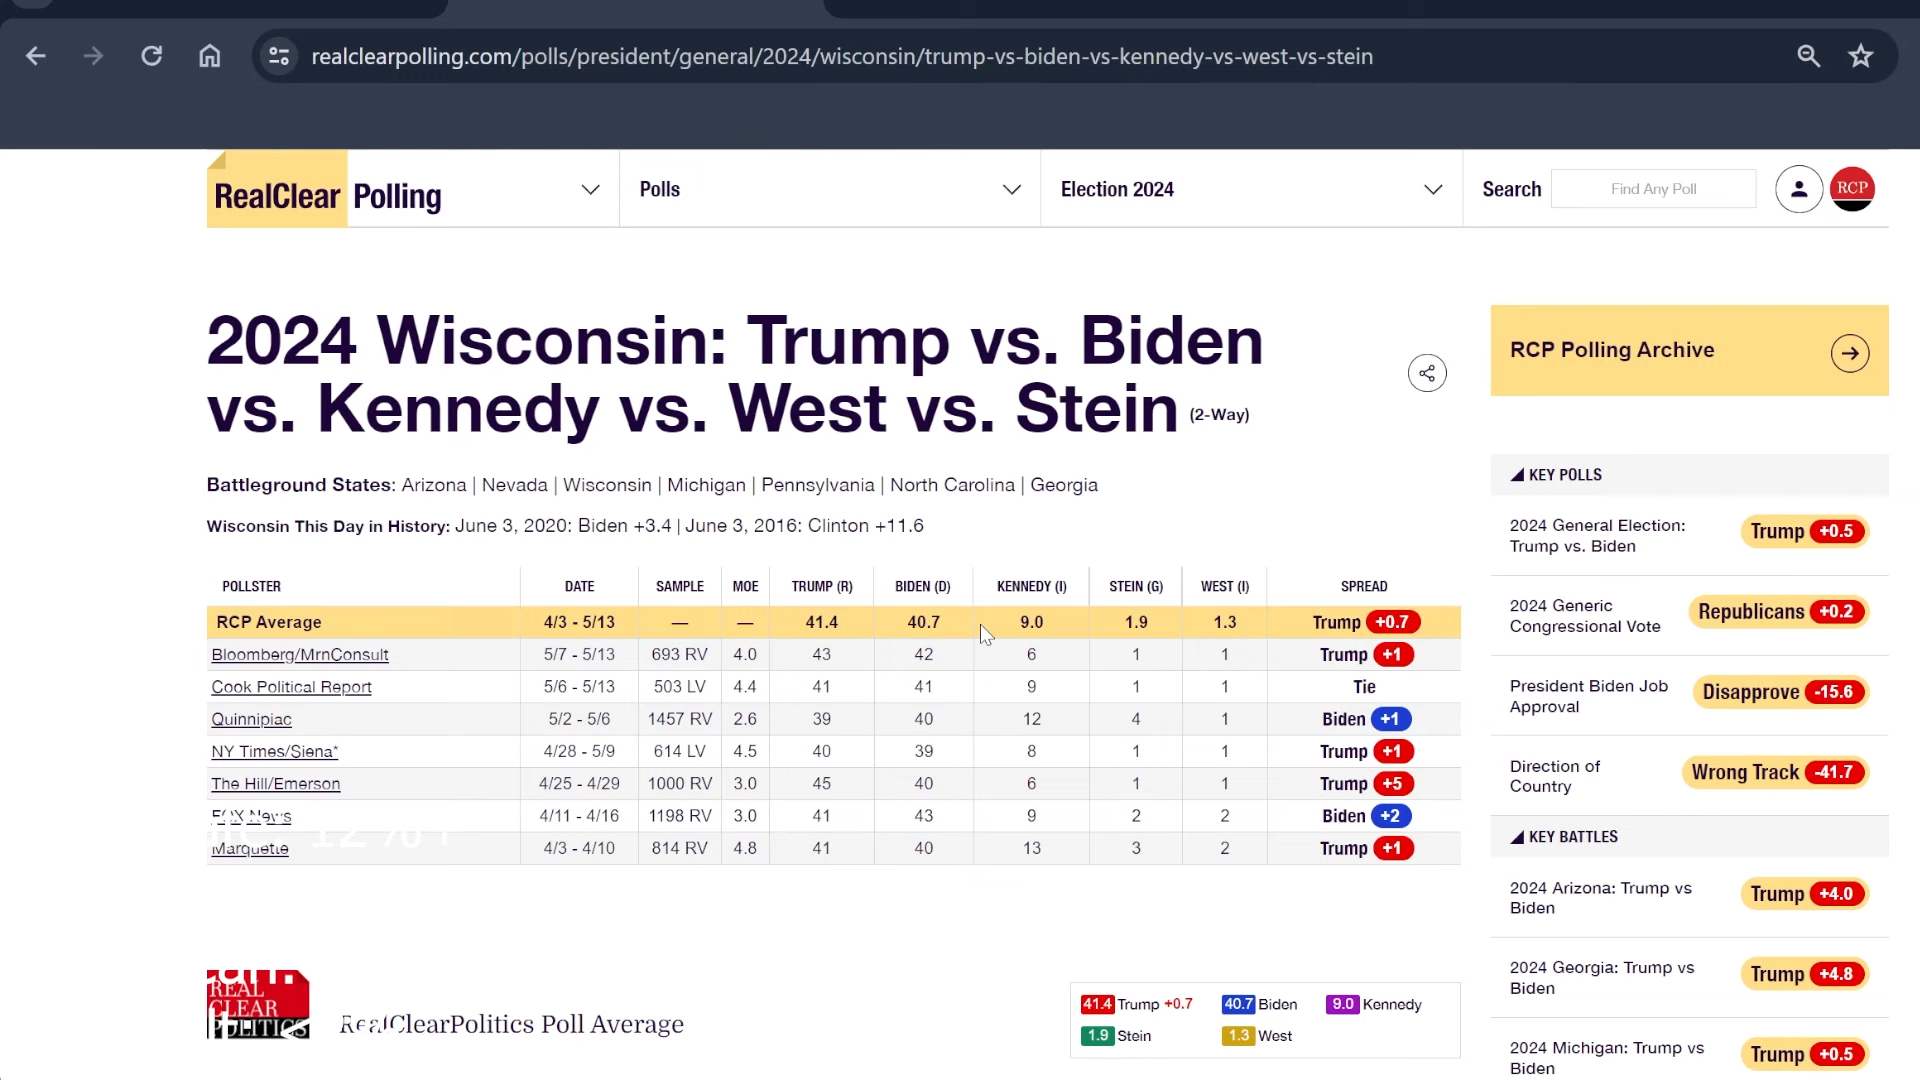 realclearpolling.com/polls/president/general/2024/wisconsin/trump-vs-biden-vs-kennedy-vs-west-vs-stein
RealClear Polling
Polls
Election 2024
Search
Find Any Poll
RCP
2024 Wisconsin: Trump vs. Biden
vs. Kennedy vs. West vs. Stein (2-Way)
Battleground States: Arizona | Nevada | Wisconsin | Michigan | Pennsylvania | North Carolina | Georgia
Wisconsin This Day in History: June 3, 2020: Biden +3.4 | June 3, 2016: Clinton +11.6
POLLSTER DATE SAMPLE MOE TRUMP (R) BIDEN (D) KENNEDY (I) STEIN (G) WEST (I) SPREAD
RCP Average 4/3 - 5/13 — — 41.4 40.7 9.0 1.9 1.3 Trump +0.7
Bloomberg/MrnConsult 5/7 - 5/13 693 RV 4.0 43 42 6 1 1 Trump +1
Cook Political Report 5/6 - 5/13 503 LV 4.4 41 41 9 1 1 Tie
Quinnipiac 5/2 - 5/6 1457 RV 2.6 39 40 12 4 1 Biden +1
NY Times/Siena* 4/28 - 5/9 614 LV 4.5 40 39 8 1 1 Trump +1
The Hill/Emerson 4/25 - 4/29 1000 RV 3.0 45 40 6 1 1 Trump +5
FOX News 4/11 - 4/16 1198 RV 3.0 41 43 9 2 2 Biden +2
Marquette 4/3 - 4/10 814 RV 4.8 41 40 13 3 2 Trump +1
REAL
CLEAR
POLITICS
RealClearPolitics Poll Average
41.4 Trump +0.7 40.7 Biden 9.0 Kennedy
1.9 Stein 1.3 West
RCP Polling Archive
KEY POLLS
2024 General Election:
Trump vs. Biden
Trump +0.5
2024 Generic
Congressional Vote
Republicans +0.2
President Biden Job
Approval
Disapprove -15.6
Direction of
Country
Wrong Track -41.7
KEY BATTLES
2024 Arizona: Trump vs
Biden
Trump +4.0
2024 Georgia: Trump vs
Biden
Trump +4.8
2024 Michigan: Trump vs
Biden
Trump +0.5